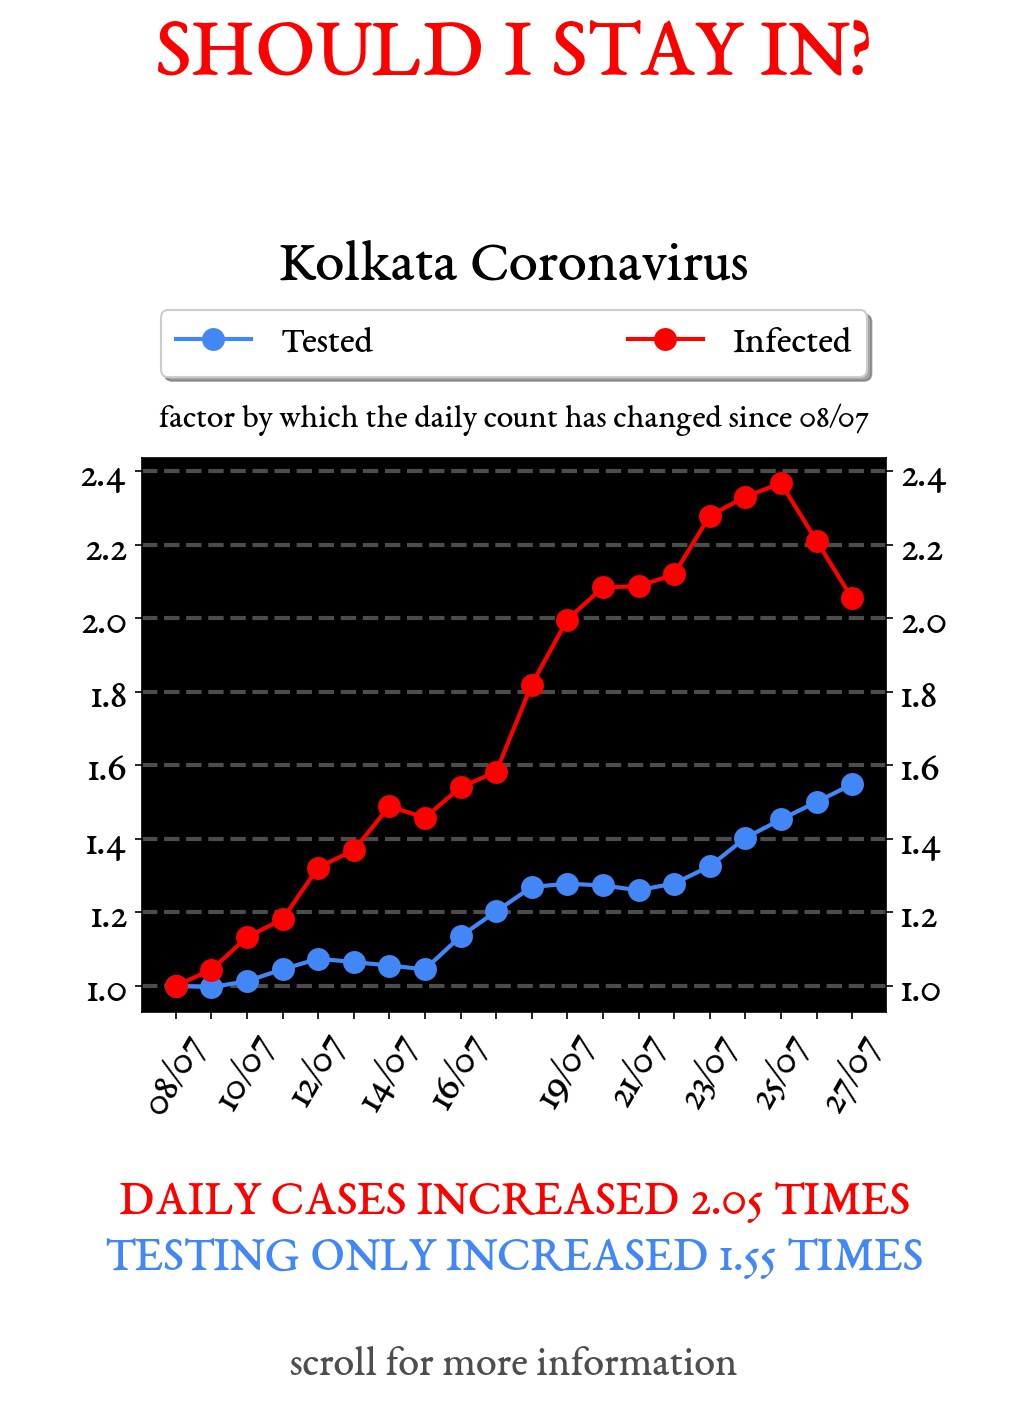 SHOULD I STAY IN?
Kolkata Coronavirus
Tested Infected
factor by which the daily count has changed since 08/07
2.4 2.4
2.2 2.2
2.0 2.0
1.8 1.8
1.6 1.6
1.4 1.4
1.2 1.2
1.0 1.0
08/07 10/07 12/07 14/07 16/07 19/07 21/07 23/07 25/07 27/07
DAILY CASES INCREASED 2.05 TIMES
TESTING ONLY INCREASED 1.55 TIMES
scroll for more information